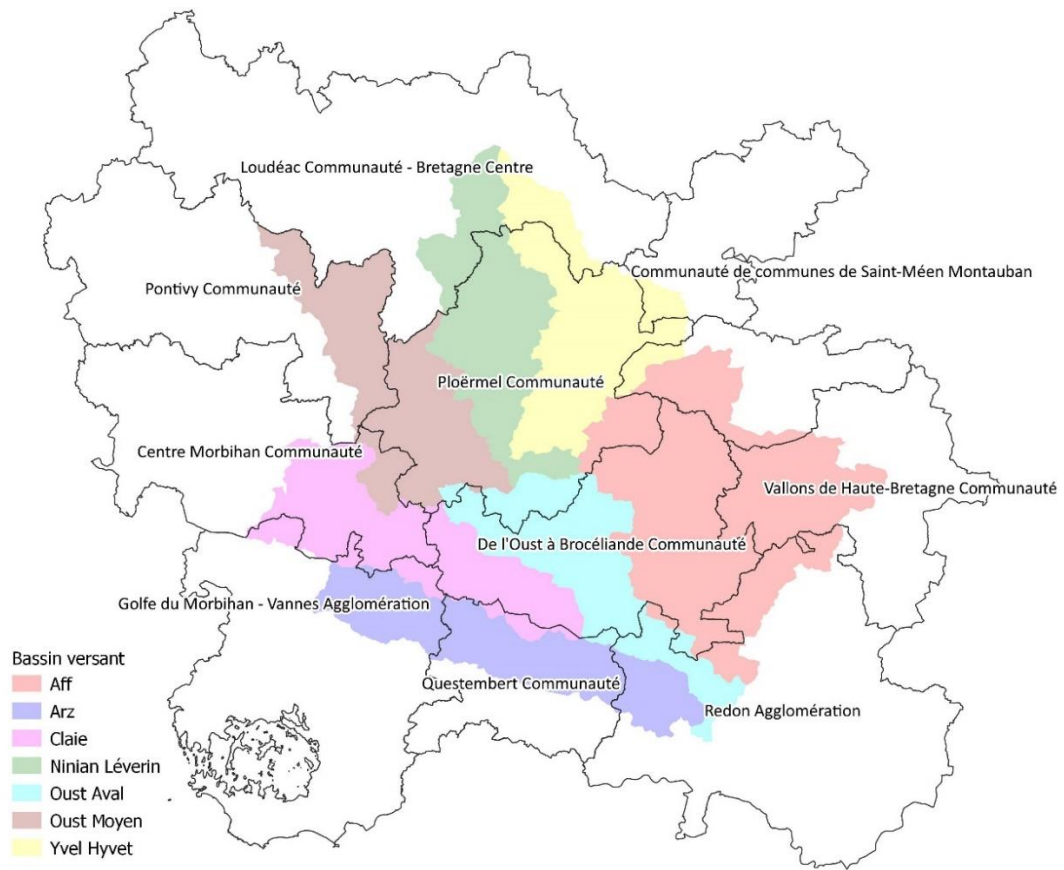 Loudéac Communauté - Bretagne Centre
Communauté de communes de Saint-Méen Montauban
Pontivy Communauté
Ploërmel Communauté
Centre Morbihan Communauté
Vallons de Haute-Bretagne Communauté
De l'Oust à Brocéliande Communauté
Golfe du Morbihan - Vannes Agglomération
Questembert Communauté
Redon Agglomération
Bassin versant
Aff
Arz
Claie
Ninian Léverin
Oust Aval
Oust Moyen
Yvel Hyvet